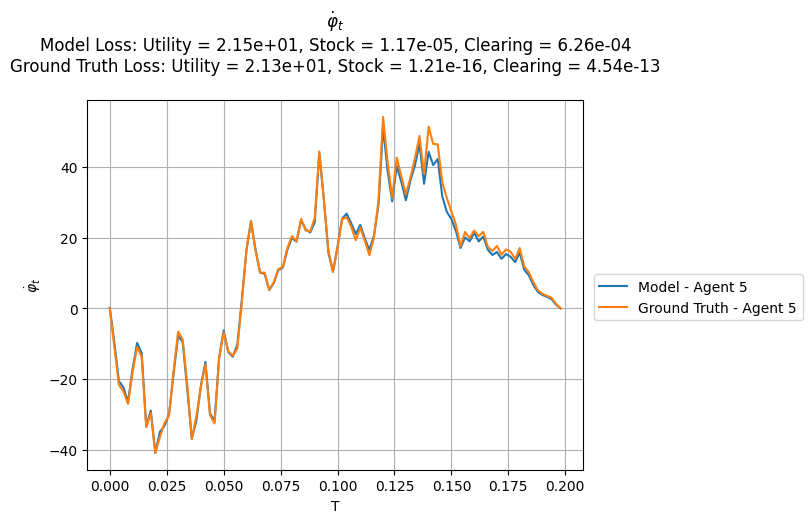 φ̇ₜ
Model Loss: Utility = 2.15e+01, Stock = 1.17e-05, Clearing = 6.26e-04
Ground Truth Loss: Utility = 2.13e+01, Stock = 1.21e-16, Clearing = 4.54e-13
40
20
0
−20
−40
φ̇ₜ
0.000 0.025 0.050 0.075 0.100 0.125 0.150 0.175 0.200
T
Model - Agent 5
Ground Truth - Agent 5